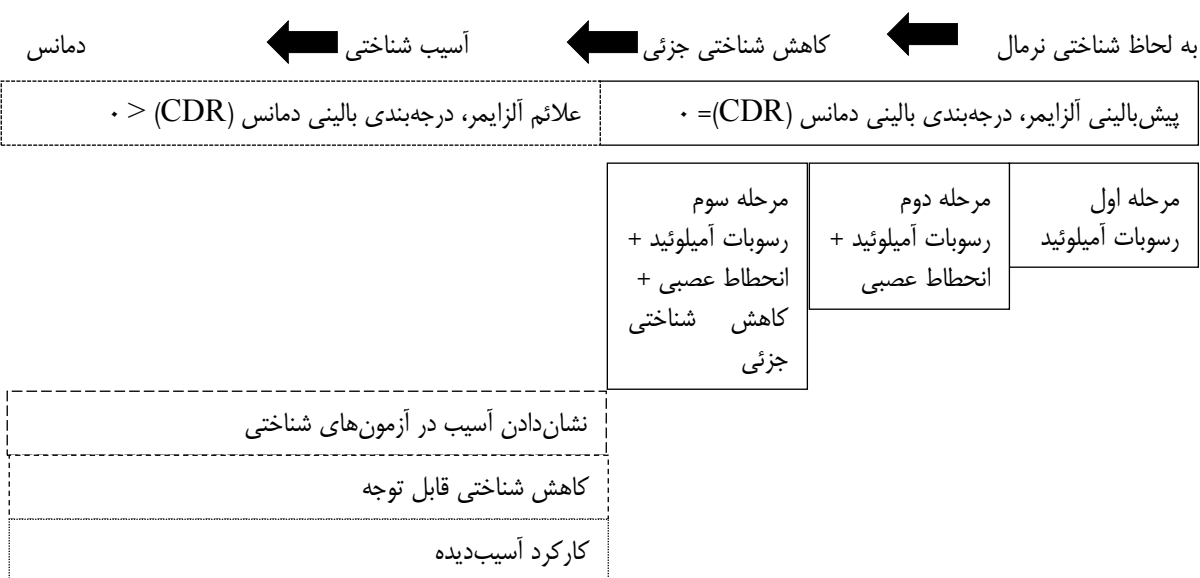 به لحاظ شناختی نرمال
کاهش شناختی جزئی
آسیب شناختی
دمانس
پیش‌بالینی آلزایمر، درجه‌بندی بالینی دمانس (CDR)= ۰
علائم آلزایمر، درجه‌بندی بالینی دمانس (CDR) < ۰
مرحله اول
رسوبات آمیلوئید
مرحله دوم
رسوبات آمیلوئید +
انحطاط عصبی
مرحله سوم
رسوبات آمیلوئید +
انحطاط عصبی +
کاهش شناختی
جزئی
نشان‌دادن آسیب در آزمون‌های شناختی
کاهش شناختی قابل توجه
کارکرد آسیب‌دیده